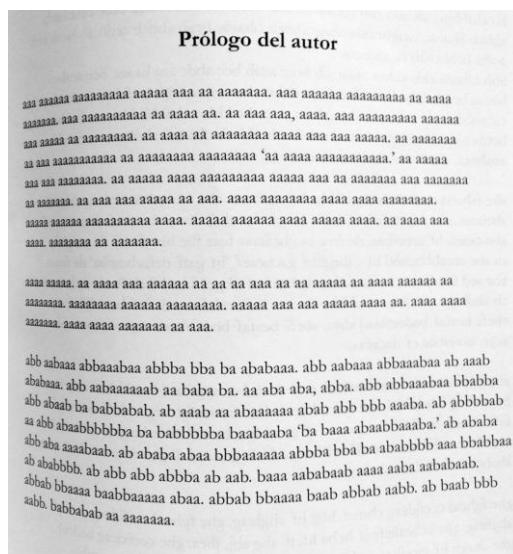 Prólogo del autor
aaa aaaaaa aaaaaaaaa aaaaa aaa aa aaaaaaa. aaa aaaaaa aaaaaaaaa aa aaaa
aaaaaaa. aaa aaaaaaaaaa aa aaaa aa. aa aaa aaa, aaaa. aaa aaaaaaaaa aaaaaa
aaa aaaaa aa aaaaaaaa. aa aaaa aa aaaaaaaa aaaa aaa aaa aaaaa. aa aaaaaaa
aa aaa aaaaaaaaaaa aa aaaaaaaa aaaaaaaa ‘aa aaaa aaaaaaaaaaa.’ aa aaaaa
aaa aaa aaaaaaaa. aa aaaaa aaaa aaaaaaaaa aaaaa aaa aa aaaaaaa aaa aaaaaaa
aa aaaaaaa. aa aaa aaa aaaaa aa aaa. aaaa aaaaaaaa aaaa aaaa aaaaaaaa.
aaaaa aaaaaa aaaaaaaaaa aaaa. aaaaa aaaaaa aaaa aaaaa aaaa. aa aaaa aaa
aaaa. aaaaaaaa aa aaaaaaa.
aaaa aaaaa. aa aaa aaa aaaaaa aa aa aa aaa aa aa aaaaa aa aaaa aaaaaa aa
aaaaaaaa. aaaaaaaa aaaaaa aaaaaaaa. aaaaa aaa aaaaa aaaa aa. aaaa aaaa
aaaaaaa. aaaa aaaa aaaaaaa aa aaa.
abb aabaaa abbaaabaa abbba bba ba ababaaa. abb aabaaa abbaaabaa ab aaab
ababaaa. abb aabaaaaaab aa baba ba. aa aba aba, abba. abb abbaaabaa bbabba
abb abaab ba babbabab. ab aaab aa abaaaaaa abab abb bbb aaaba. ab abbbbab
aa abb abaabbbbbba ba babbbbba baabaaba ‘ba baaa abaabbaaaba.’ ab ababa
abb aba aaaabaab. ab ababa abaa bbbaaaaaa abbba bba ba ababbbb aaa bbabbaa
ab ababbbb. ab abb abb abbba ab aab. baaa aababaab aaaa aaba aababaab.
abbab bbaaaa baabbaaaaa abaa. abbab bbaaaa baab abbab aabb. ab baab bbb
aabb. babbabab aa aaaaaaa.